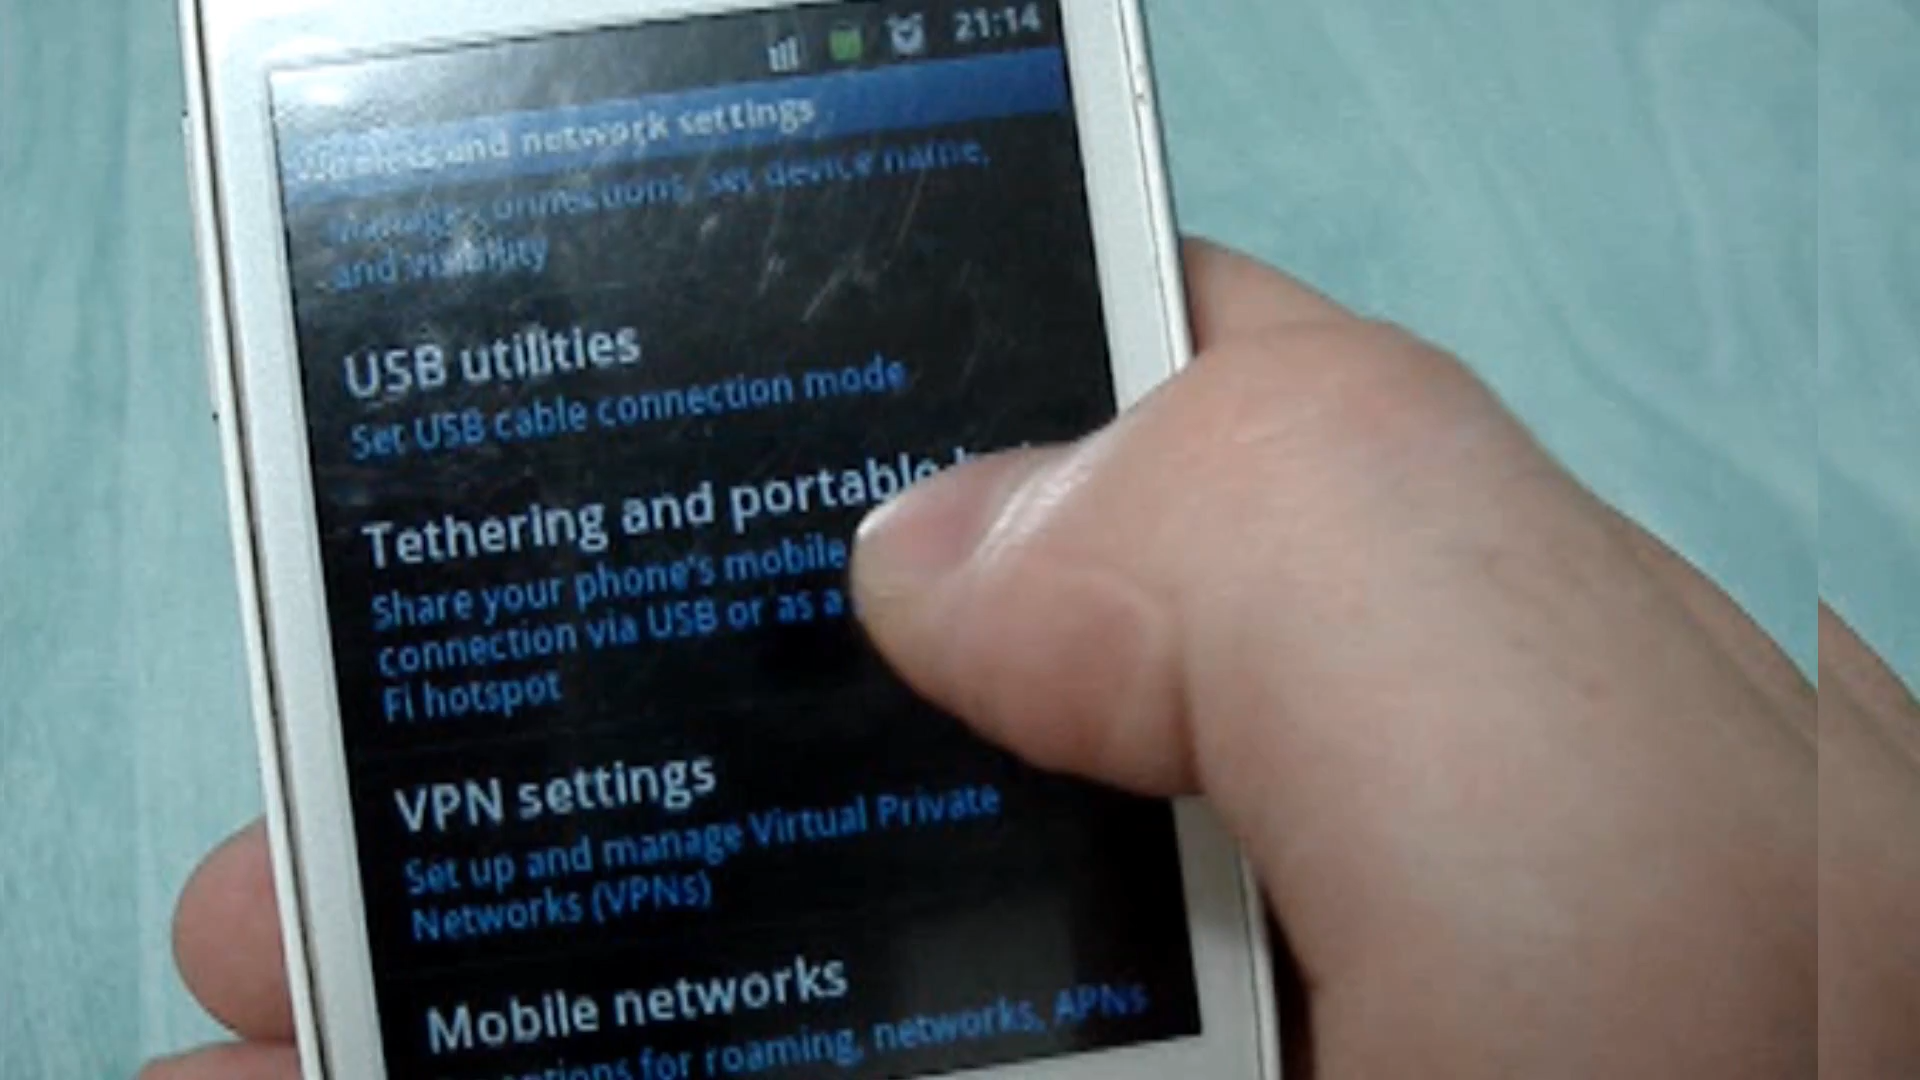 21:14
Wireless and network settings
Manage connections, set device name,
and visibility
USB utilities
Set USB cable connection mode
Tethering and portable
Share your phone's mobile
connection via USB or as a
Fi hotspot
VPN settings
Set up and manage Virtual Private
Networks (VPNs)
Mobile networks
for roaming, networks, APNs